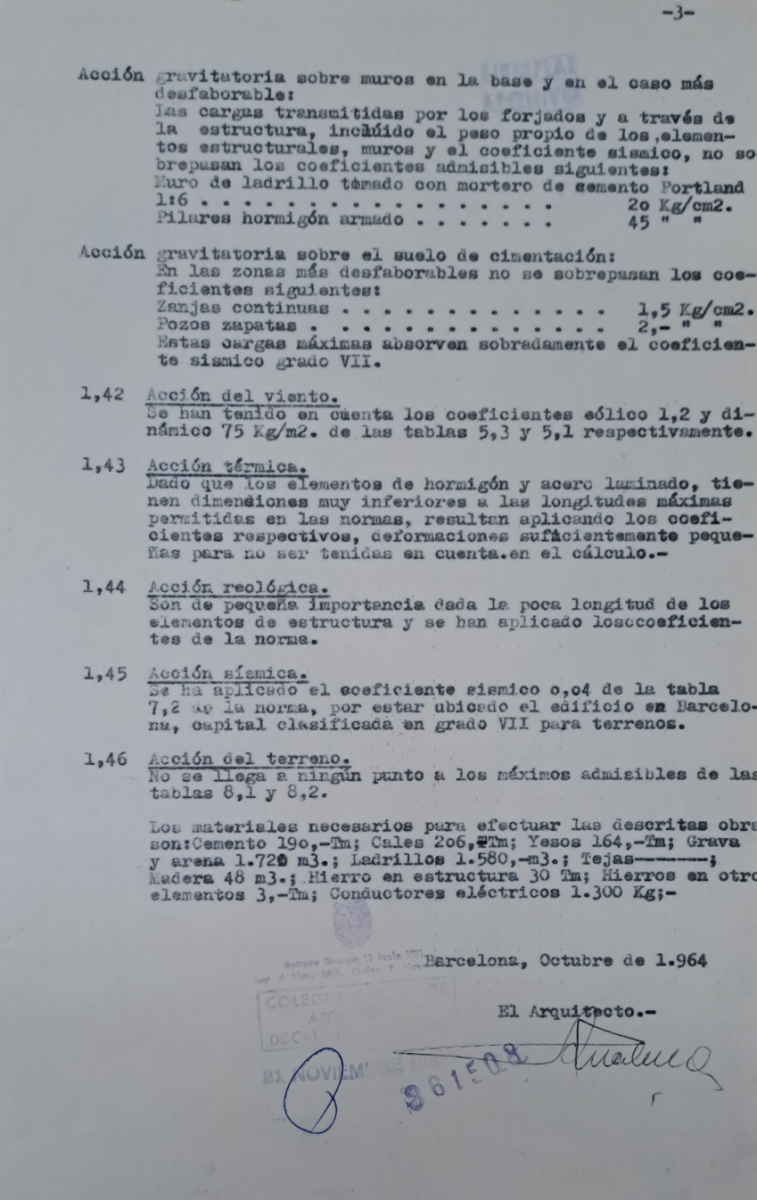 -3-
Acción gravitatoria sobre muros en la base y en el caso más
desfaborable:
Las cargas transmitidas por los forjados y a través de
la estructura, inclúido el peso propio de los,elemen-
tos estructurales, muros y el coeficiente sismico, no so
brepasan los coeficientes admisibles siguientes:
Muro de ladrillo tomado con mortero de cemento Portland
1:6 . . . . . . . . . . . . . . . . . 20 Kg/cm2.
Pilares hormigón armado . . . . . . . 45 " "
Acción gravitatoria sobre el suelo de cimentación:
En las zonas más desfaborables no se sobrepasan los coe-
ficientes siguientes:
Zanjas continuas . . . . . . . . . . . . . 1,5 Kg/cm2.
Pozos zapatas . . . . . . . . . . . . . . 2,- " "
Estas cargas máximas absorven sobradamente el coeficien-
te sismico grado VII.
1,42 Acción del viento.
Se han tenido en cuenta los coeficientes eólico 1,2 y di-
námico 75 Kg/m2. de las tablas 5,3 y 5,1 respectivamente.
1,43 Acción térmica.
Dado que los elementos de hormigón y acero laminado, tie-
nen dimensiones muy inferiores a las longitudes máximas
permitidas en las normas, resultan aplicando los coefi-
cientes respectivos, deformaciones suficientemente peque-
ñas para no ser tenidas en cuenta.en el cálculo.-
1,44 Acción reológica.
Son de pequeña importancia dada la poca longitud de los
elementos de estructura y se han aplicado losccoeficien-
tes de la norma.
1,45 Acción sísmica.
Se ha aplicado el coeficiente sismico 0,04 de la tabla
7,2 de la norma, por estar ubicado el edificio en Barcelo-
na, capital clasificada en grado VII para terrenos.
1,46 Acción del terreno.
No se llega a ningún punto a los máximos admisibles de las
tablas 8,1 y 8,2.
Los materiales necesarios para efectuar las descritas obra
son:Cemento 190,-Tm; Cales 206,-Tm; Yesos 164,-Tm; Grava
y arena 1.720 m3.; Ladrillos 1.580,-m3.; Tejas-------;
Madera 48 m3.; Hierro en estructura 30 Tm; Hierros en otro
elementos 3,-Tm; Conductores eléctricos 1.300 Kg;-
Barcelona, Octubre de 1.964
El Arquitecto.-
COLEGIO
21 NOVIEMBRE
361508